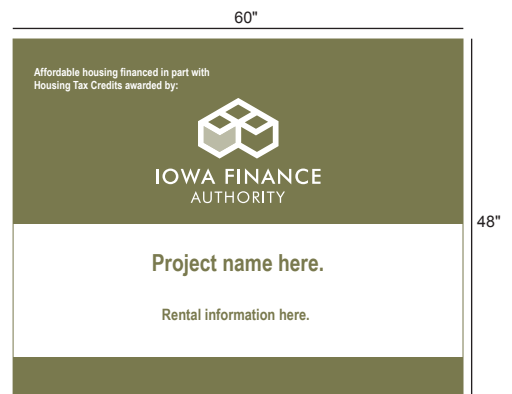 60"
Affordable housing financed in part with
Housing Tax Credits awarded by:
IOWA FINANCE
AUTHORITY
48"
Project name here.
Rental information here.